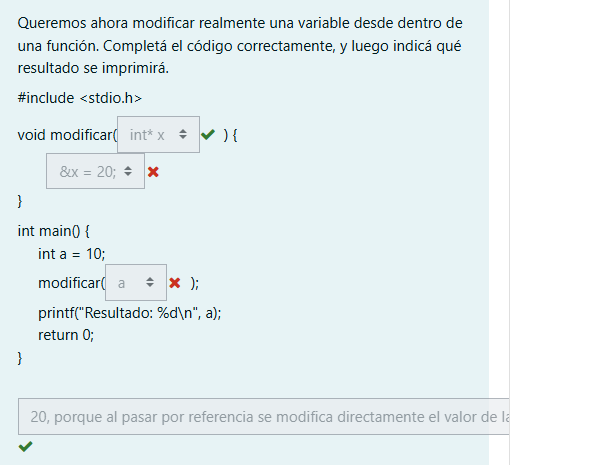 Queremos ahora modificar realmente una variable desde dentro de
una función. Completá el código correctamente, y luego indicá qué
resultado se imprimirá.
#include <stdio.h>
void modificar( int* x ) {
&x = 20;
}
int main() {
int a = 10;
modificar( a );
printf("Resultado: %d\n", a);
return 0;
}
20, porque al pasar por referencia se modifica directamente el valor de